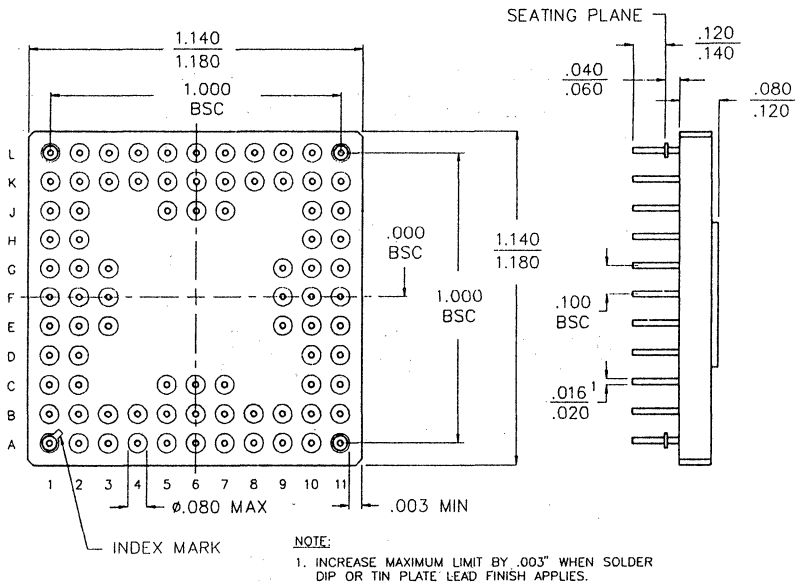 SEATING PLANE
1.140
1.180
1.000
BSC
.120
.140
.040
.060
.080
.120
L
K
J
H
G
F
E
D
C
B
A
.000
BSC
1.140
1.180
1.000
BSC
.100
BSC
.016 1
.020
1 2 3 4 5 6 7 8 9 10 11
Ø.080 MAX
.003 MIN
INDEX MARK
NOTE:
1. INCREASE MAXIMUM LIMIT BY .003" WHEN SOLDER
DIP OR TIN PLATE LEAD FINISH APPLIES.